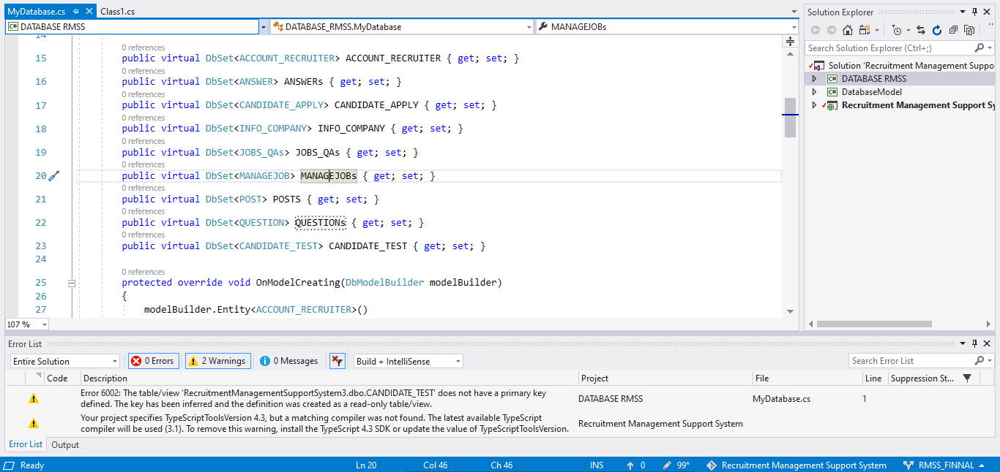 MyDatabase.cs
Class1.cs
DATABASE RMSS
DATABASE_RMSS.MyDatabase
MANAGEJOBs
14
0 references
15 public virtual DbSet<ACCOUNT_RECRUITER> ACCOUNT_RECRUITER { get; set; }
0 references
16 public virtual DbSet<ANSWER> ANSWERs { get; set; }
0 references
17 public virtual DbSet<CANDIDATE_APPLY> CANDIDATE_APPLY { get; set; }
0 references
18 public virtual DbSet<INFO_COMPANY> INFO_COMPANY { get; set; }
0 references
19 public virtual DbSet<JOBS_QAs> JOBS_QAs { get; set; }
0 references
20 public virtual DbSet<MANAGEJOB> MANAGEJOBs { get; set; }
0 references
21 public virtual DbSet<POST> POSTS { get; set; }
0 references
22 public virtual DbSet<QUESTION> QUESTIONs { get; set; }
0 references
23 public virtual DbSet<CANDIDATE_TEST> CANDIDATE_TEST { get; set; }
24
0 references
25 protected override void OnModelCreating(DbModelBuilder modelBuilder)
26 {
27 modelBuilder.Entity<ACCOUNT_RECRUITER>()
107 %
Solution Explorer
Search Solution Explorer (Ctrl+;)
Solution 'Recruitment Management Suppo
C# DATABASE RMSS
C# DatabaseModel
Recruitment Management Support Sy
Error List
Entire Solution
0 Errors
2 Warnings
0 Messages
Build + IntelliSense
Search Error List
Code Description Project File Line Suppression St...
Error 6002: The table/view 'RecruitmentManagementSupportSystem3.dbo.CANDIDATE_TEST' does not have a primary key
defined. The key has been inferred and the definition was created as a read-only table/view.
DATABASE RMSS MyDatabase.cs 1
Your project specifies TypeScriptToolsVersion 4.3, but a matching compiler was not found. The latest available TypeScript
compiler will be used (3.1). To remove this warning, install the TypeScript 4.3 SDK or update the value of TypeScriptToolsVersion.
Recruitment Management Support System
Error List Output
Ready Ln 20 Col 46 Ch 46 INS 0 99* Recruitment Management Support System RMSS_FINNAL